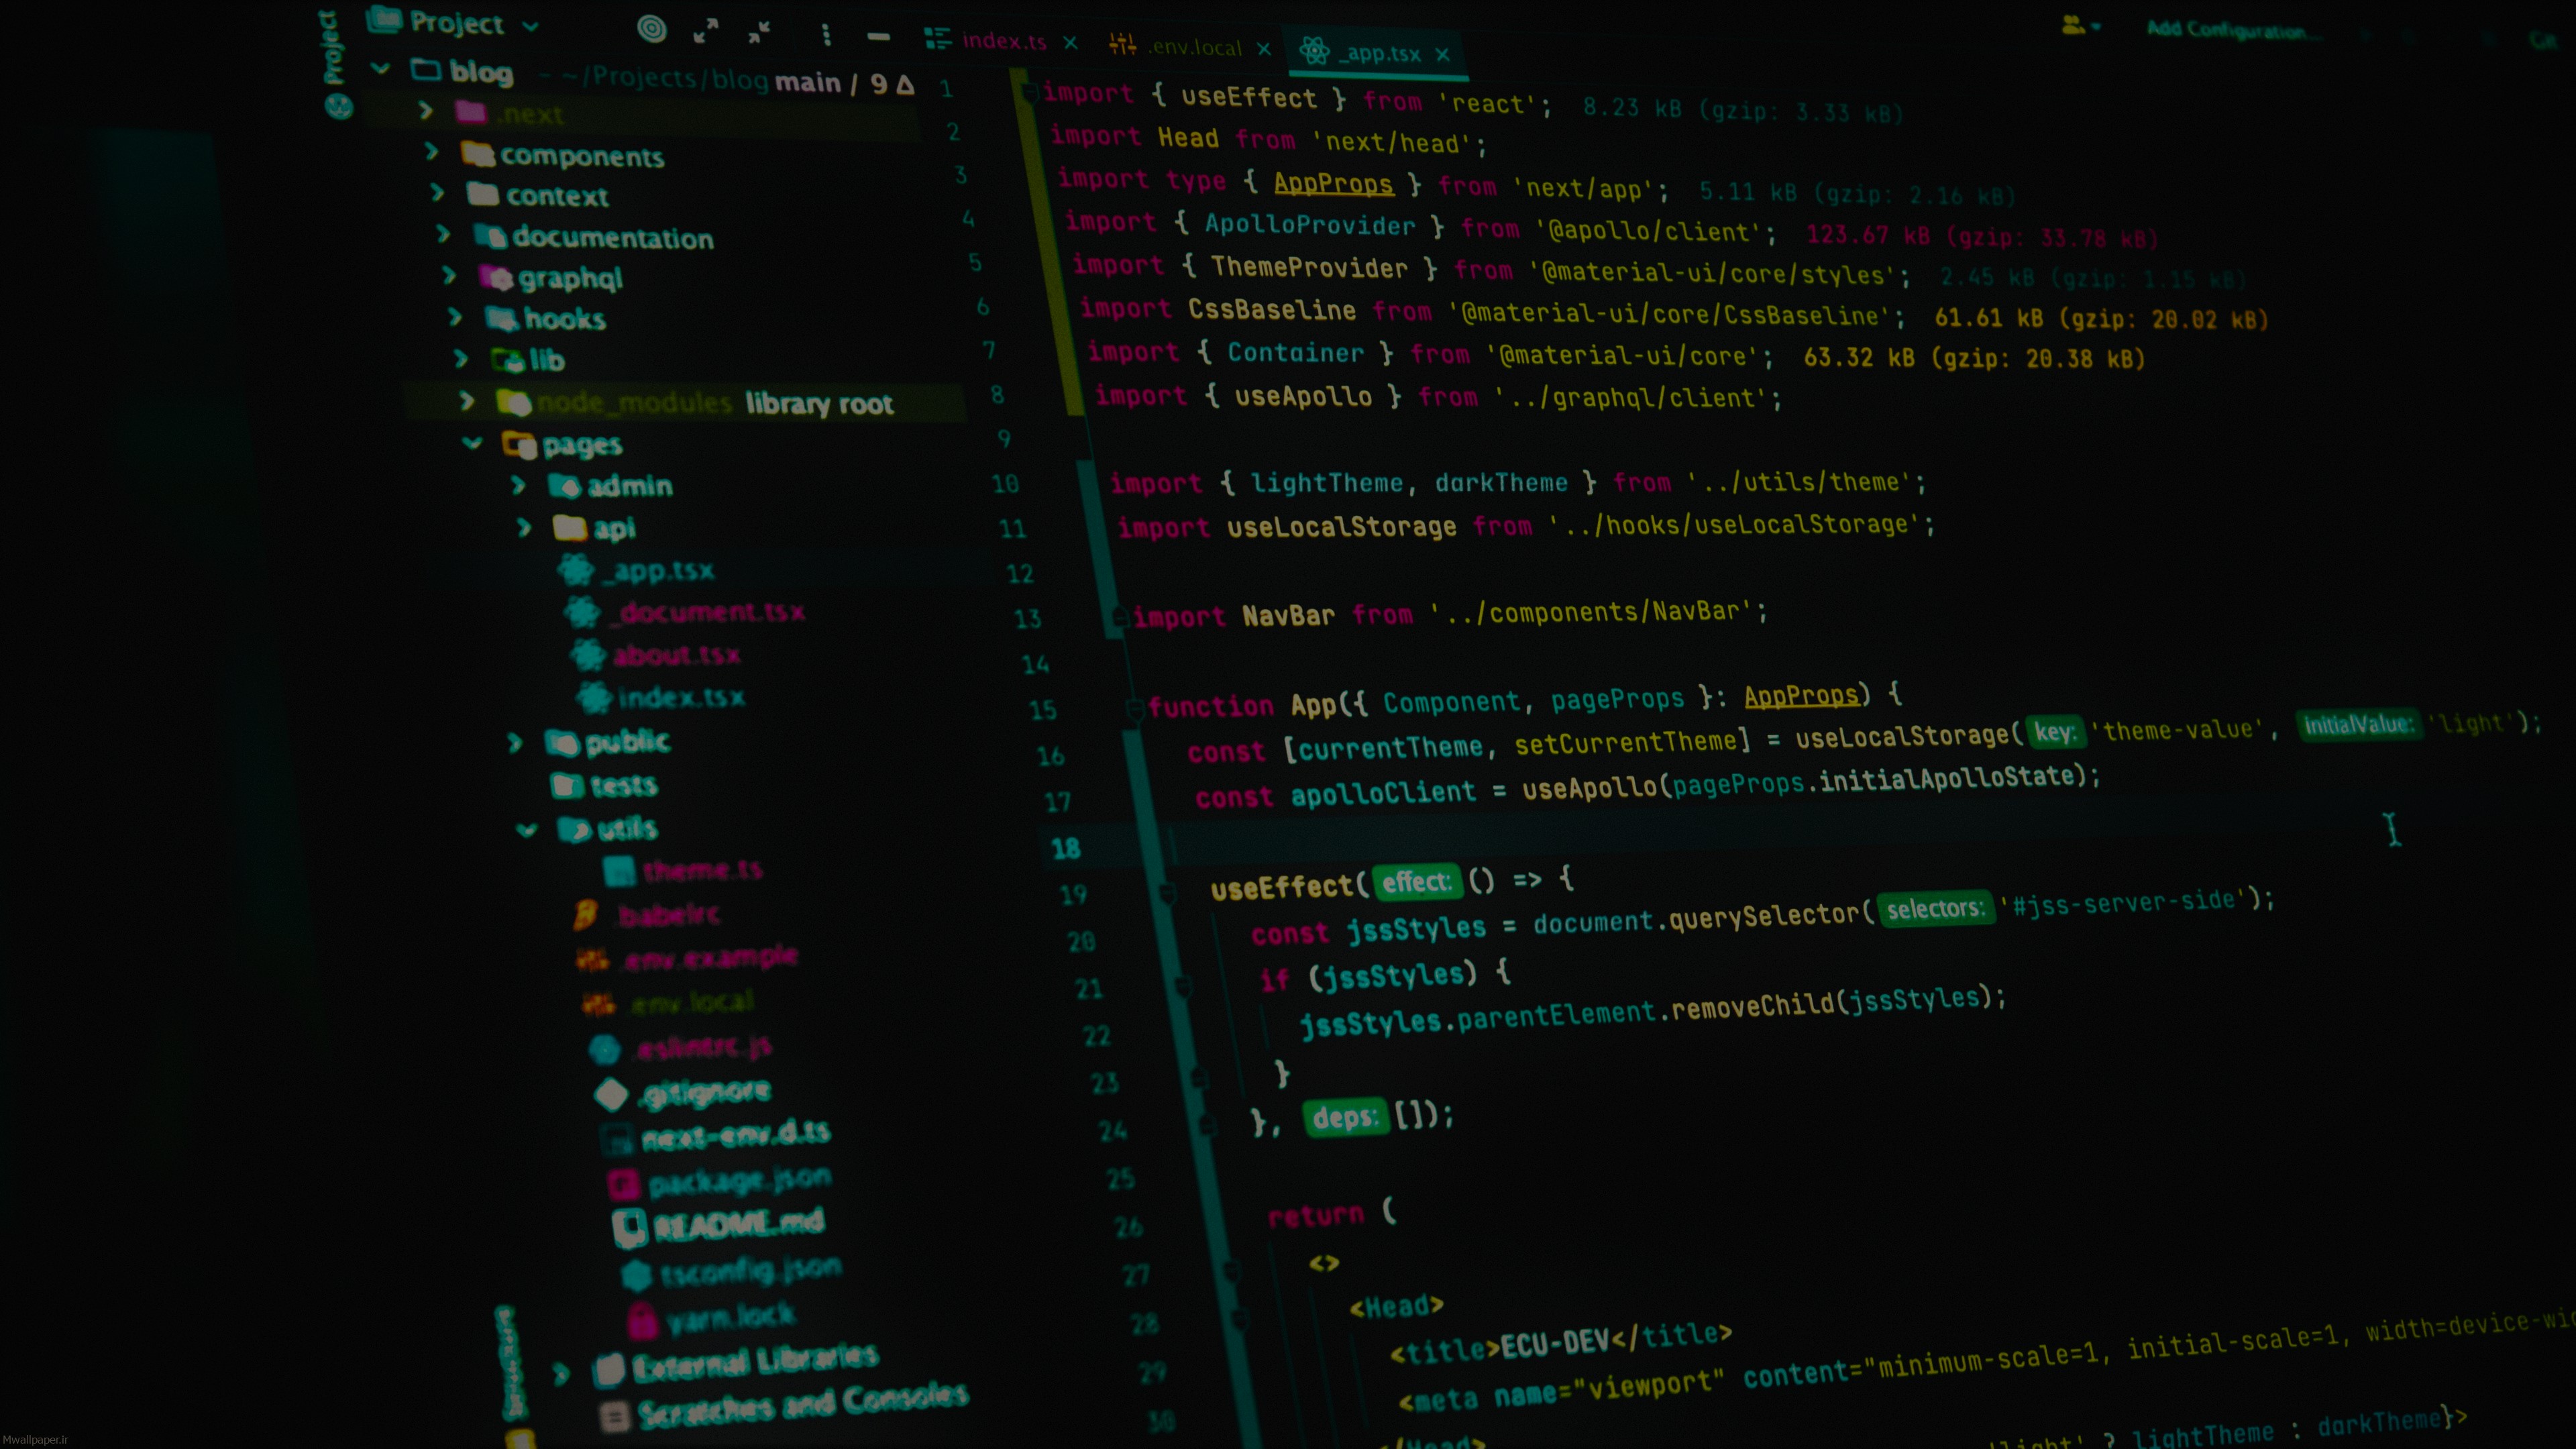 Project
Project
index.ts
.env.local
_app.tsx
Add Configuration...
Git
blog ~/Projects/blog main / 9 Δ
.next
components
context
documentation
graphql
hooks
lib
node_modules library root
pages
admin
api
_app.tsx
_document.tsx
about.tsx
index.tsx
public
tests
utils
theme.ts
.babelrc
.env.example
.env.local
.eslintrc.js
.gitignore
next-env.d.ts
package.json
README.md
tsconfig.json
yarn.lock
External Libraries
Scratches and Consoles
1 import { useEffect } from 'react'; 8.23 kB (gzip: 3.33 kB)
2 import Head from 'next/head';
3 import type { AppProps } from 'next/app'; 5.11 kB (gzip: 2.16 kB)
4 import { ApolloProvider } from '@apollo/client'; 123.67 kB (gzip: 33.78 kB)
5 import { ThemeProvider } from '@material-ui/core/styles'; 2.45 kB (gzip: 1.15 kB)
6 import CssBaseline from '@material-ui/core/CssBaseline'; 61.61 kB (gzip: 20.02 kB)
7 import { Container } from '@material-ui/core'; 63.32 kB (gzip: 20.38 kB)
8 import { useApollo } from '../graphql/client';
9
10 import { lightTheme, darkTheme } from '../utils/theme';
11 import useLocalStorage from '../hooks/useLocalStorage';
12
13 import NavBar from '../components/NavBar';
14
15 function App({ Component, pageProps }: AppProps) {
16 const [currentTheme, setCurrentTheme] = useLocalStorage( key: 'theme-value', initialValue: 'light');
17 const apolloClient = useApollo(pageProps.initialApolloState);
18
19 useEffect( effect: () => {
20 const jssStyles = document.querySelector( selectors: '#jss-server-side');
21 if (jssStyles) {
22 jssStyles.parentElement.removeChild(jssStyles);
23 }
24 }, deps: []);
25
26 return (
27 <>
28 <Head>
29 <title>ECU-DEV</title>
30 <meta name="viewport" content="minimum-scale=1, initial-scale=1, width=device-wid
</Head>
'light' ? lightTheme : darkTheme}>
Mwallpaper.ir